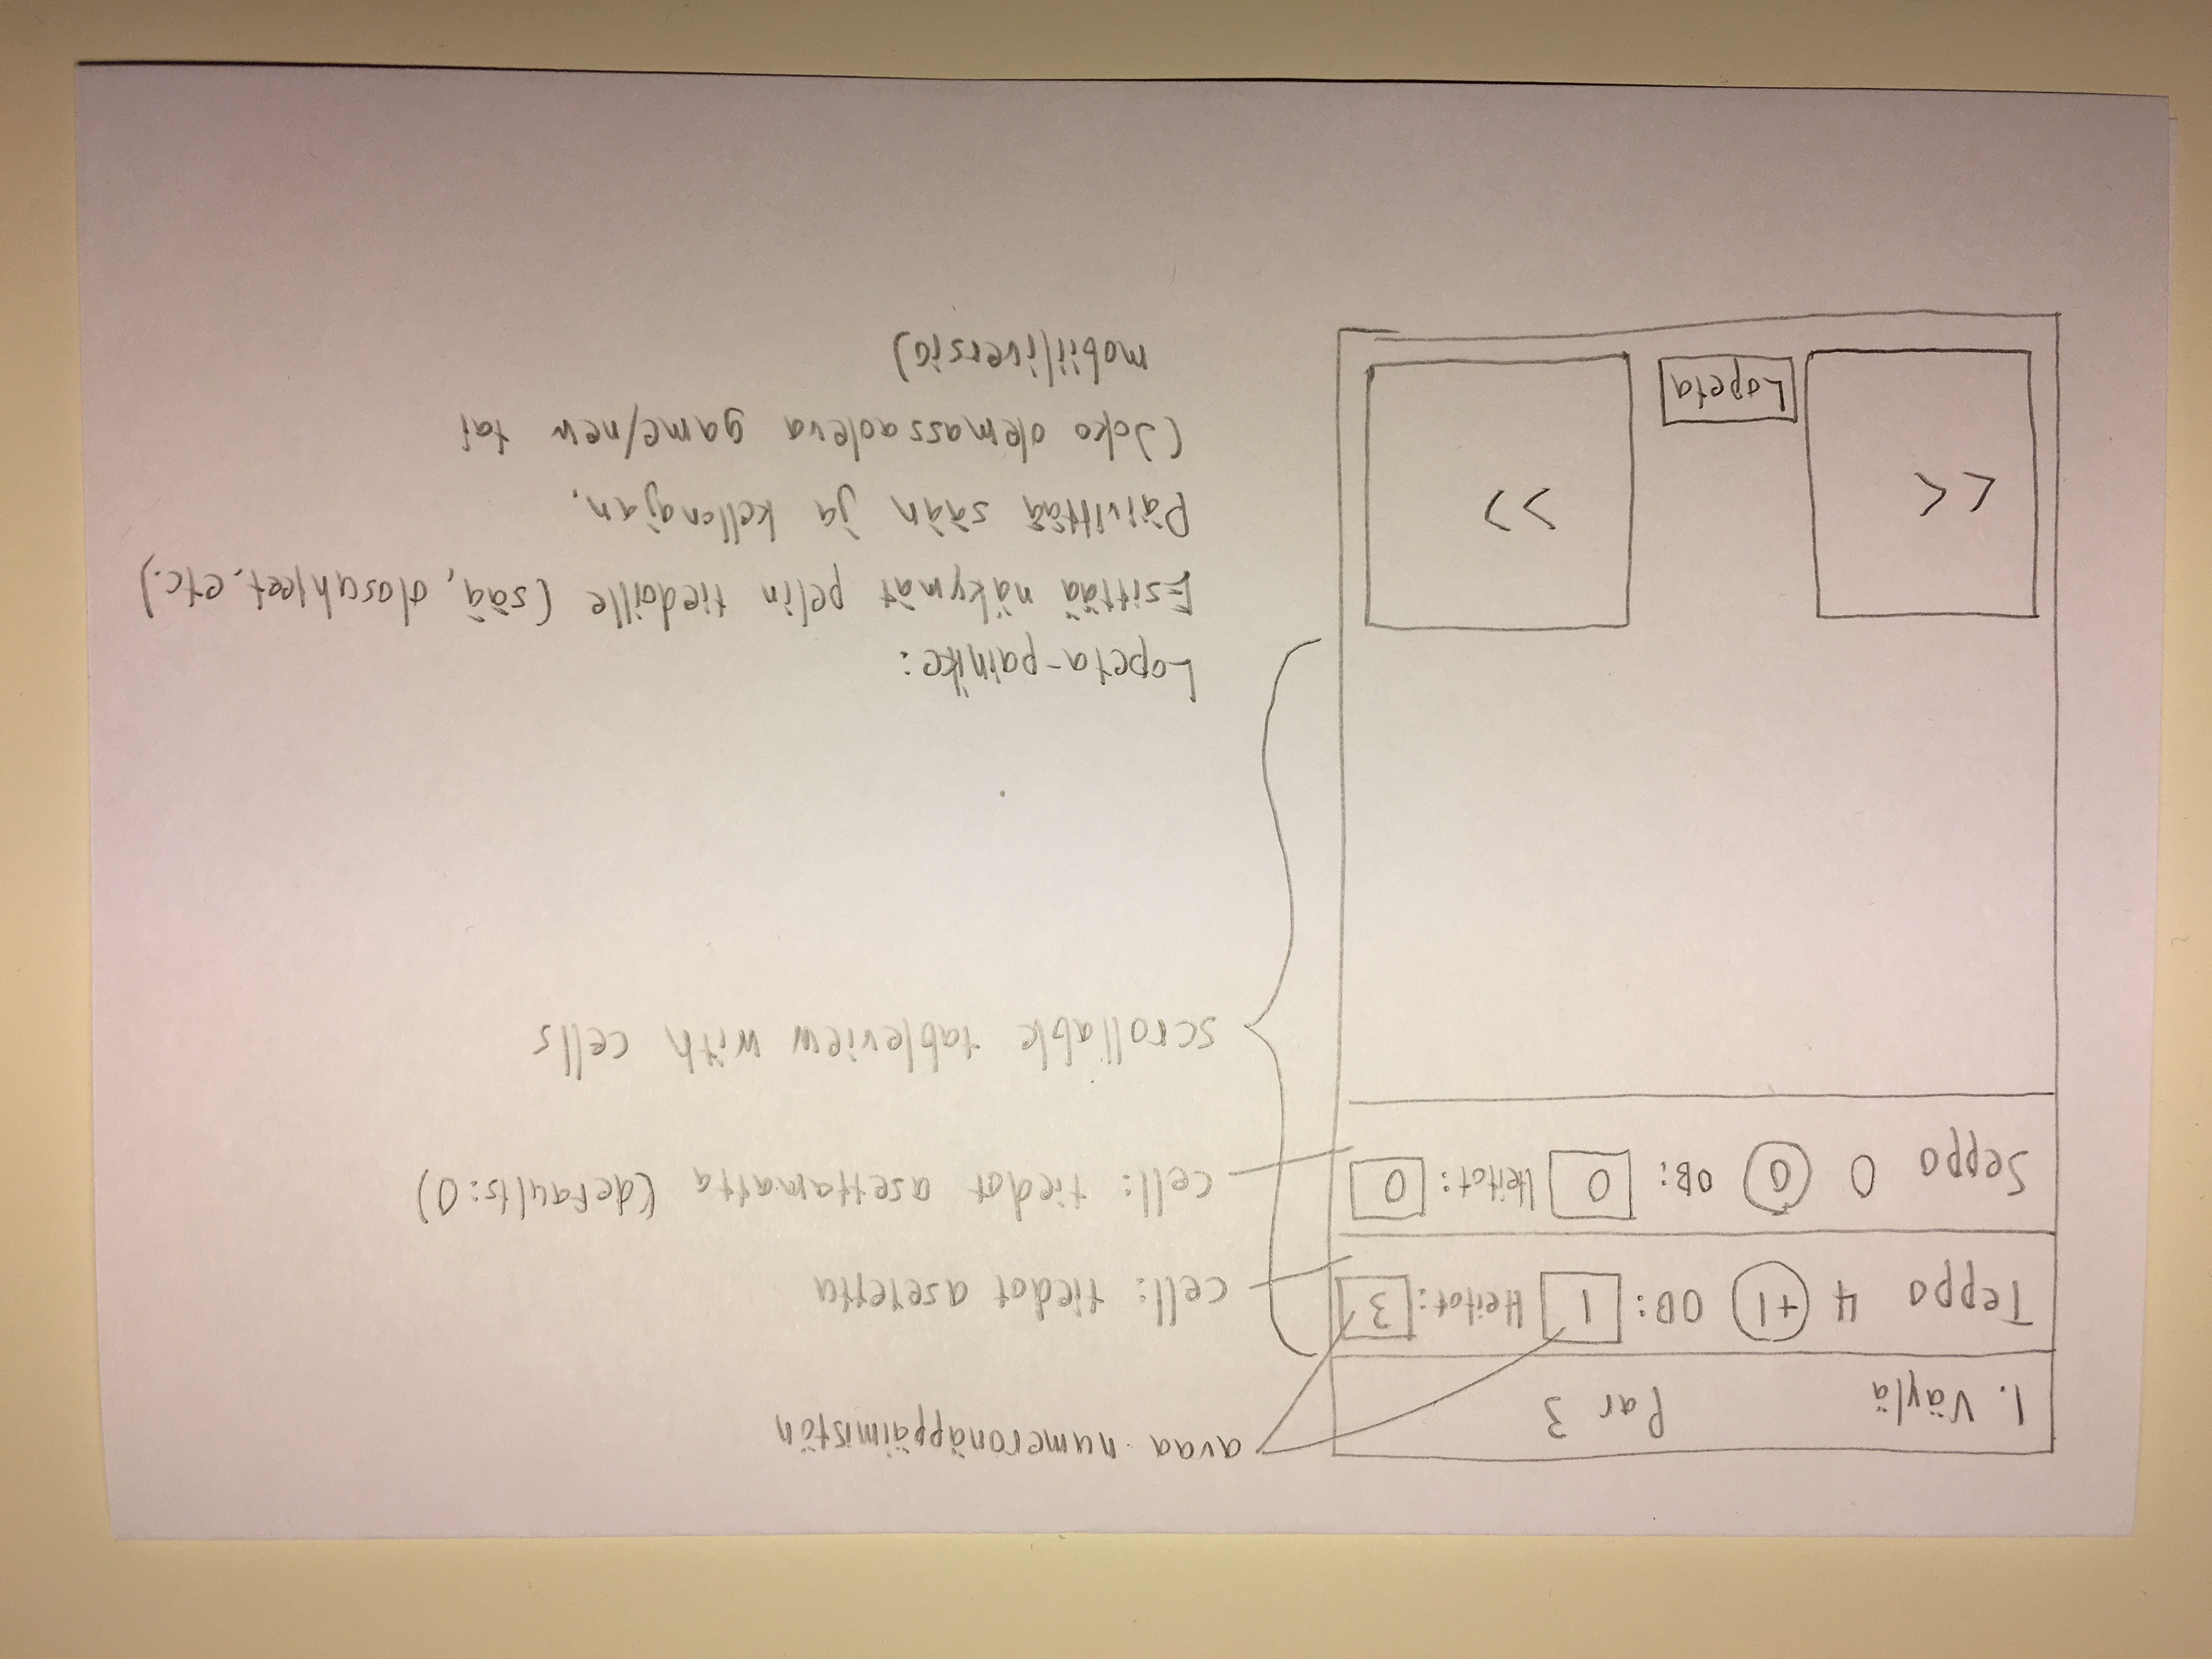 1. Väylä Par 3
avaa numeronäppäimistön
Teppo 4 +1 OB: 1 Heitot: 3
cell: tiedot asetettu
Seppo 0 0 OB: 0 Heitot: 0
cell: tiedot asettamatta (defaults: 0)
scrollable tableview with cells
<< Lopeta >>
Lopeta-painike:
Esittää näkymät pelin tiedoille (sää, olosuhteet, etc.)
Päivittää sään ja kellonajan.
(Joko olemassaoleva game/new tai
mobiiliversio)